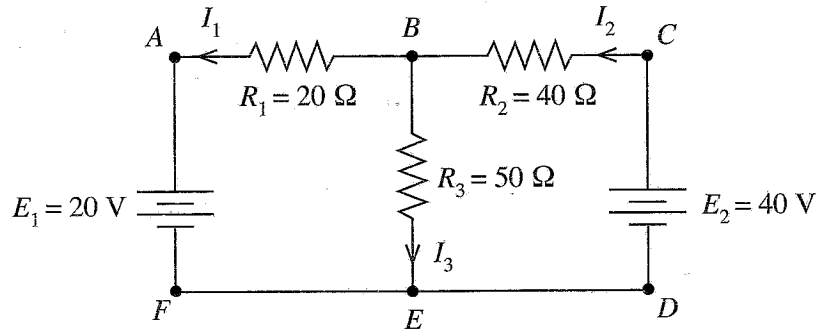 A I₁ B I₂ C
R₁ = 20 Ω R₂ = 40 Ω
E₁ = 20 V R₃ = 50 Ω E₂ = 40 V
I₃
F E D